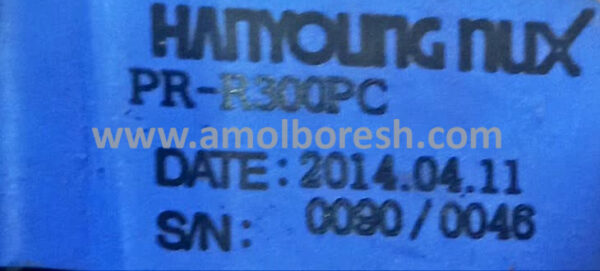 HANYOUNG NUX
PR-R300PC
www.amolboresh.com
DATE: 2014.04.11
S/N: 0090/0046